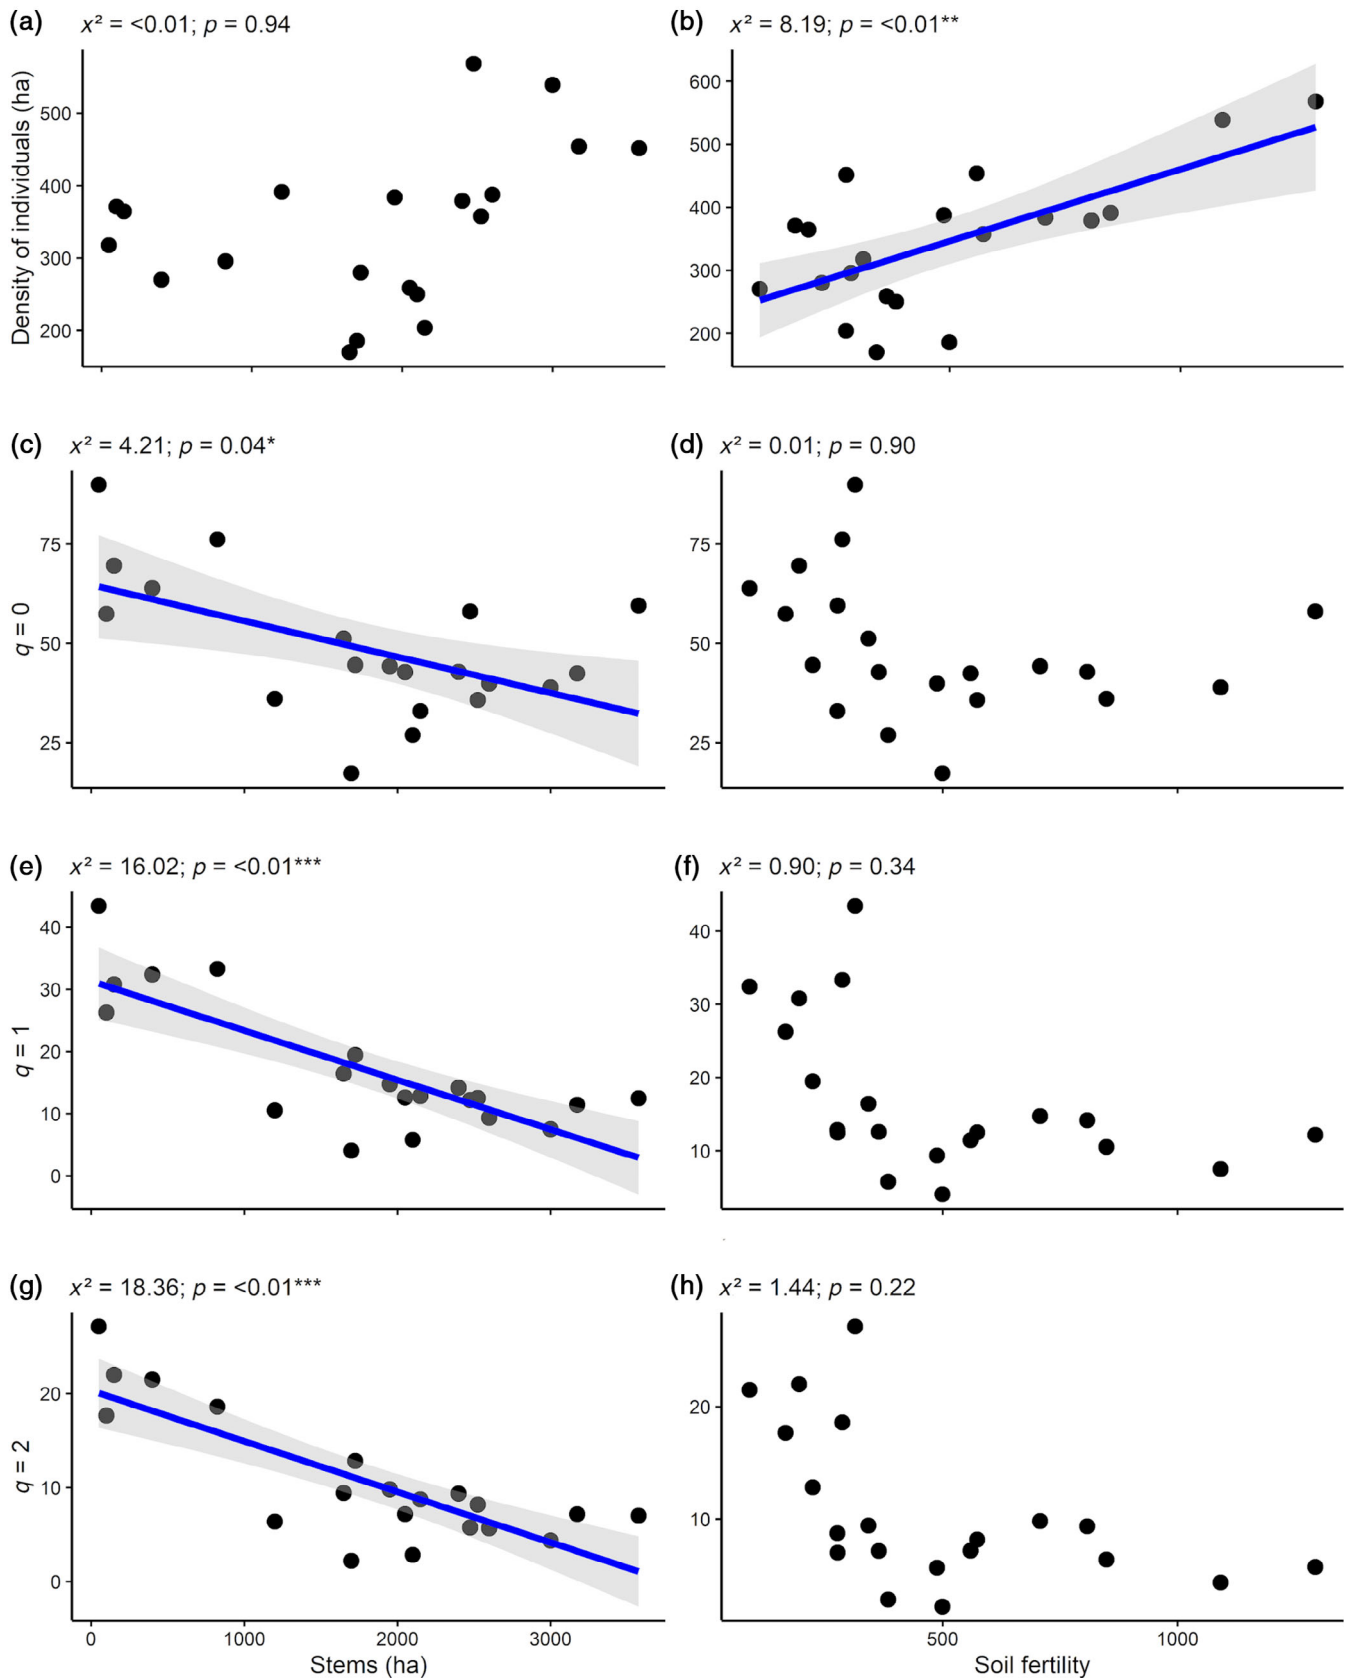 (a) x² = <0.01; p = 0.94
Density of individuals (ha)
500
400
300
200
(b) x² = 8.19; p = <0.01**
600
500
400
300
200
(c) x² = 4.21; p = 0.04*
q = 0
75
50
25
(d) x² = 0.01; p = 0.90
75
50
25
(e) x² = 16.02; p = <0.01***
q = 1
40
30
20
10
0
(f) x² = 0.90; p = 0.34
40
30
20
10
(g) x² = 18.36; p = <0.01***
q = 2
20
10
0
0 1000 2000 3000
Stems (ha)
(h) x² = 1.44; p = 0.22
20
10
500 1000
Soil fertility